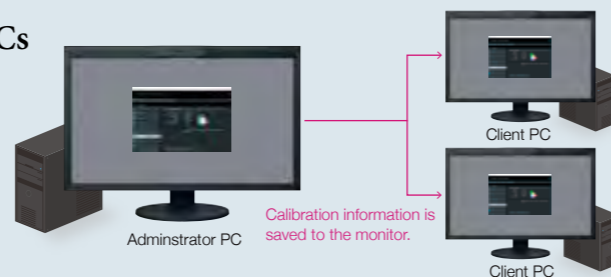 Cs
Client PC
Adminstrator PC
Calibration information is
saved to the monitor.
Client PC